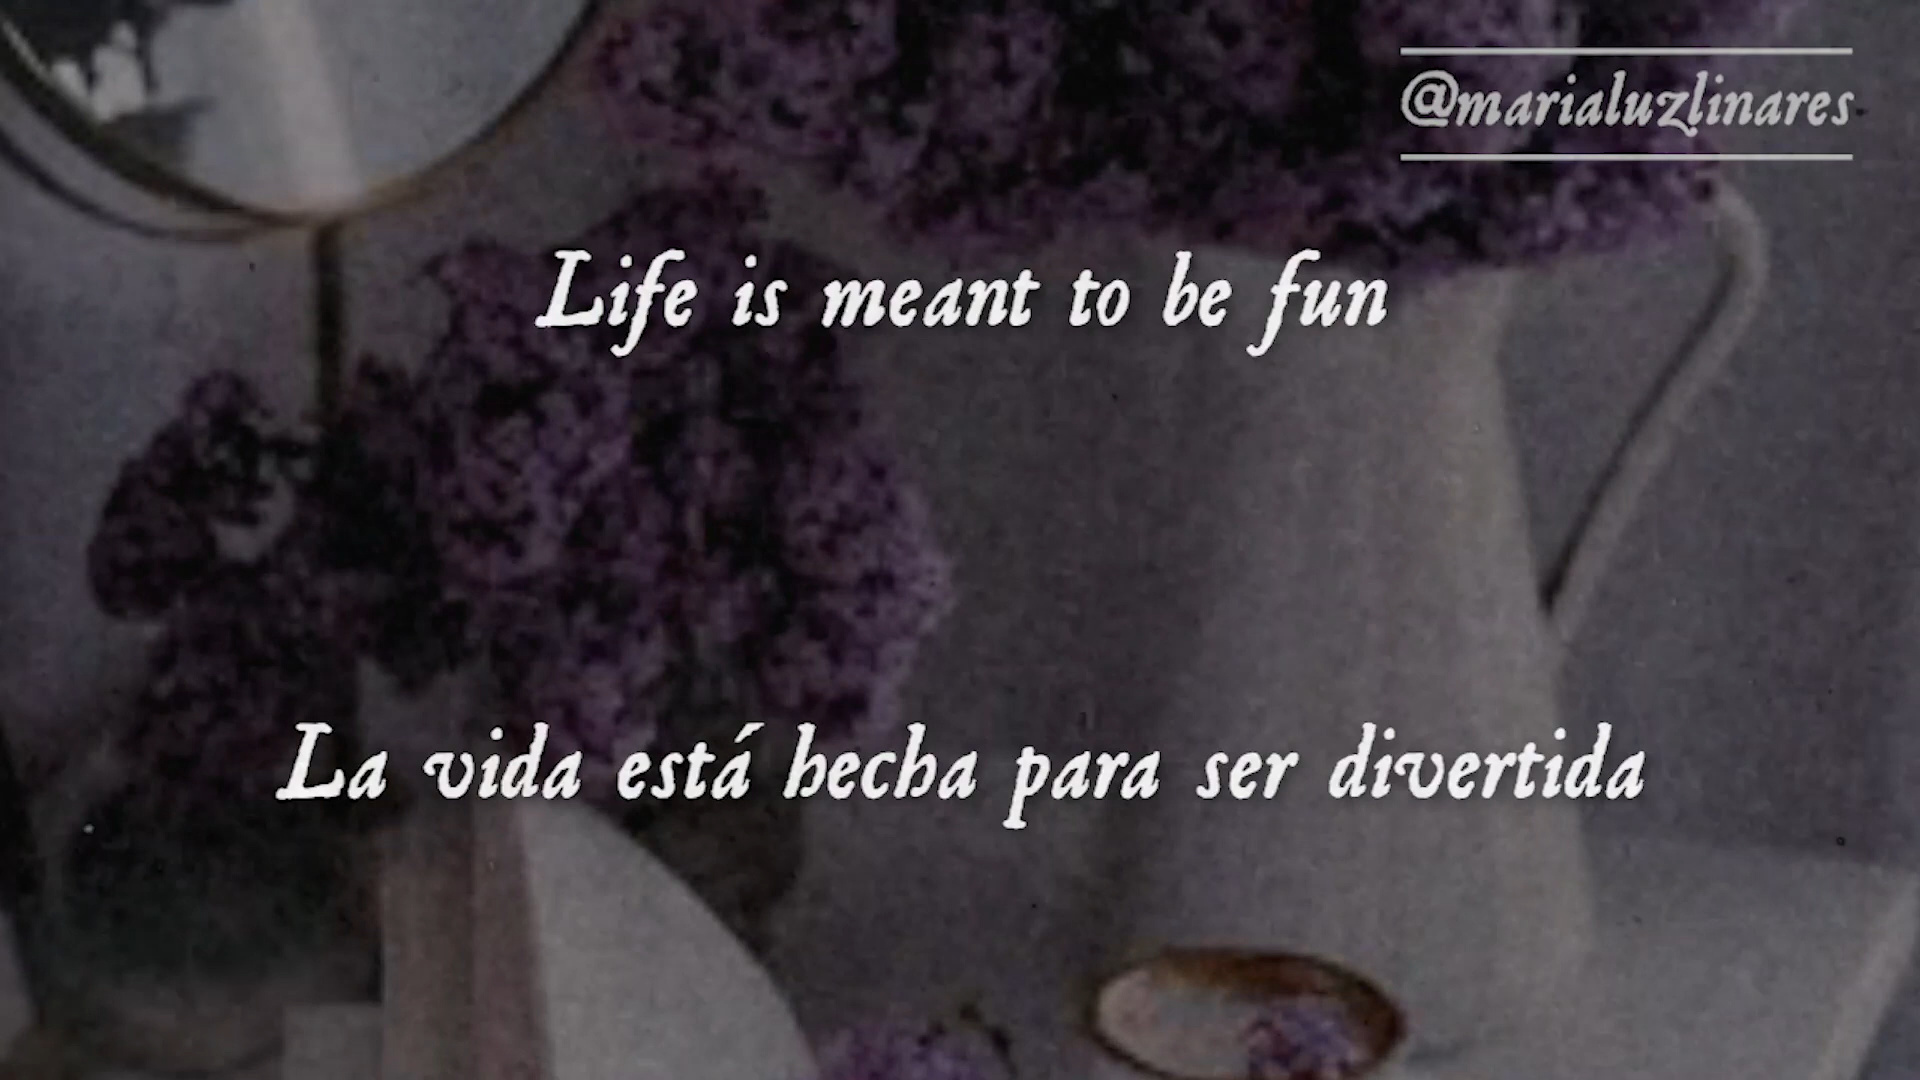 @marialuzlinares
Life is meant to be fun
La vida está hecha para ser divertida